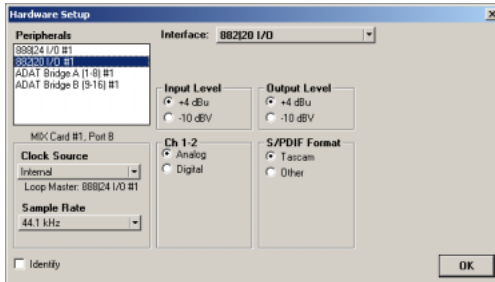 Hardware Setup
Peripherals
Interface: 882|20 I/O
888|24 I/O #1
882|20 I/O #1
ADAT Bridge A (1-8) #1
ADAT Bridge B (9-16) #1
Input Level
+4 dBu
-10 dBV
Output Level
+4 dBu
-10 dBV
MIX Card #1, Port B
Clock Source
Internal
Loop Master: 888|24 I/O #1
Sample Rate
44.1 kHz
Ch 1-2
Analog
Digital
S/PDIF Format
Tascam
Other
Identify
OK